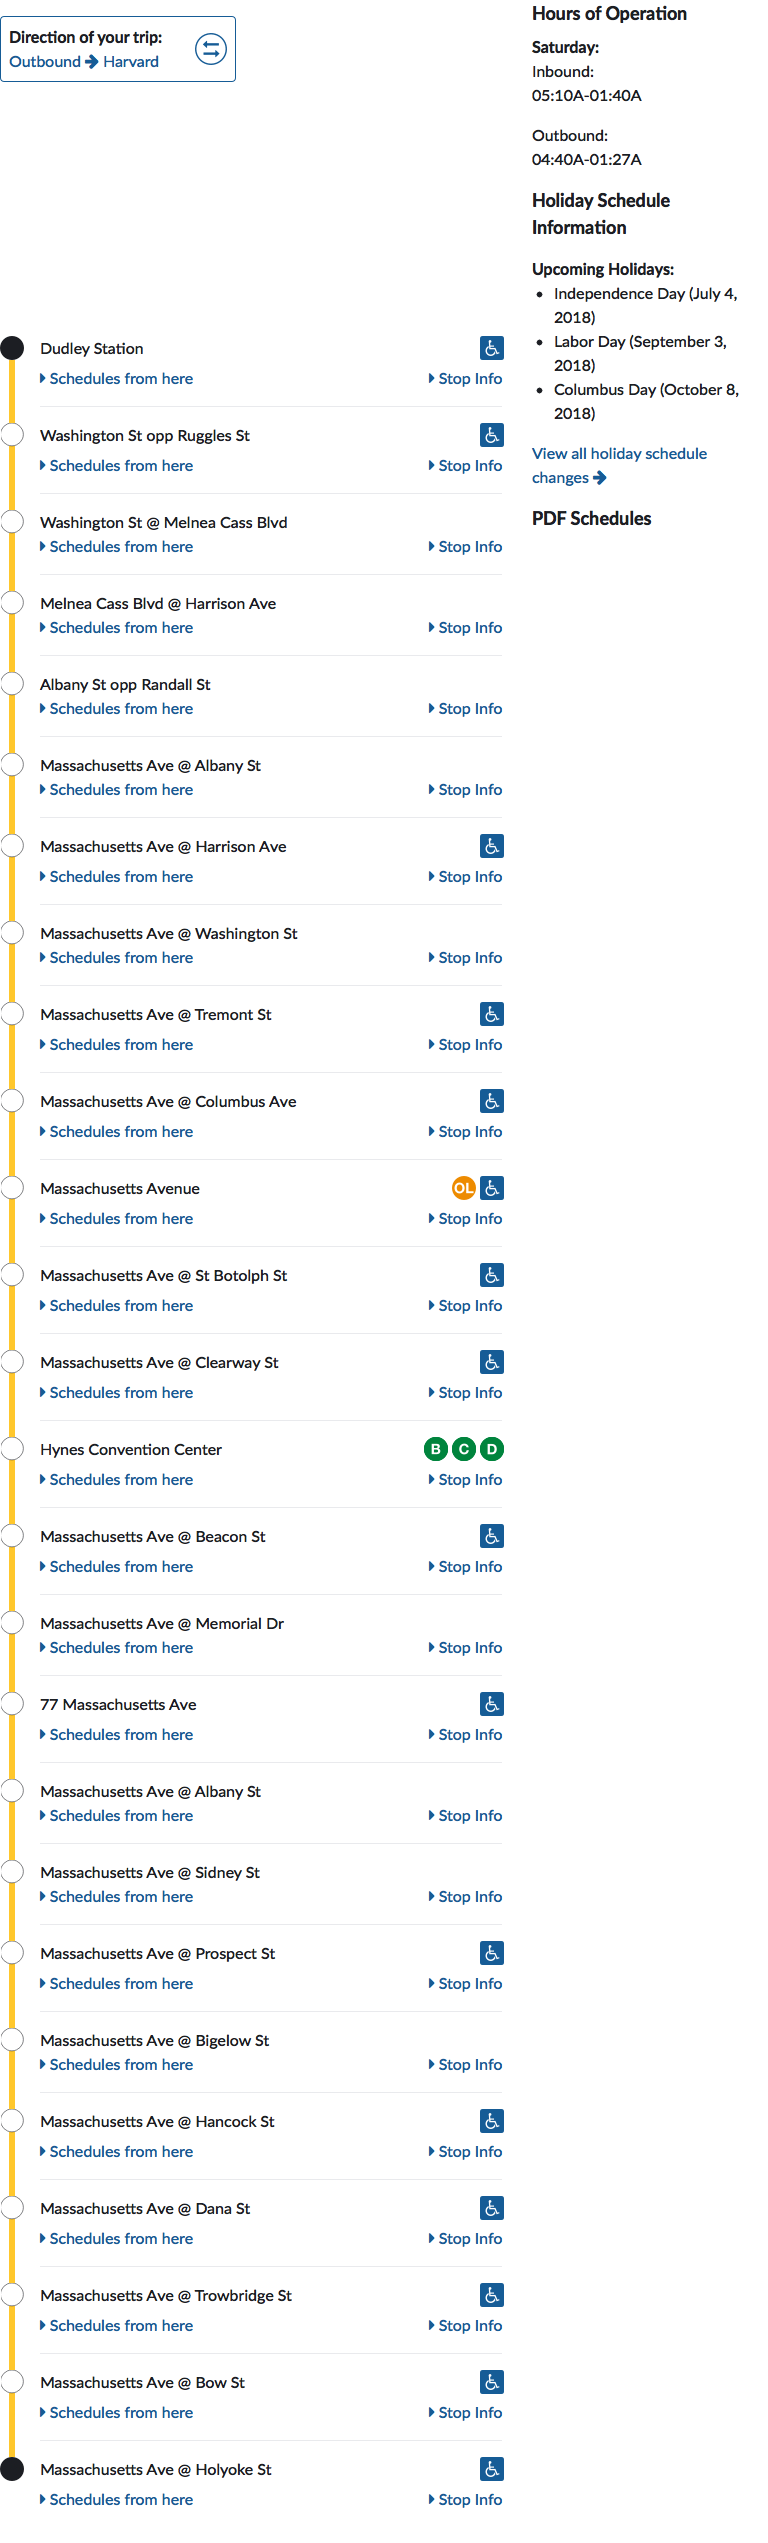 Direction of your trip:
Outbound → Harvard
Hours of Operation
Saturday:
Inbound:
05:10A-01:40A
Outbound:
04:40A-01:27A
Holiday Schedule
Information
Upcoming Holidays:
• Independence Day (July 4,
2018)
• Labor Day (September 3,
2018)
• Columbus Day (October 8,
2018)
View all holiday schedule
changes →
PDF Schedules
Dudley Station
Schedules from here Stop Info
Washington St opp Ruggles St
Schedules from here Stop Info
Washington St @ Melnea Cass Blvd
Schedules from here Stop Info
Melnea Cass Blvd @ Harrison Ave
Schedules from here Stop Info
Albany St opp Randall St
Schedules from here Stop Info
Massachusetts Ave @ Albany St
Schedules from here Stop Info
Massachusetts Ave @ Harrison Ave
Schedules from here Stop Info
Massachusetts Ave @ Washington St
Schedules from here Stop Info
Massachusetts Ave @ Tremont St
Schedules from here Stop Info
Massachusetts Ave @ Columbus Ave
Schedules from here Stop Info
Massachusetts Avenue OL
Schedules from here Stop Info
Massachusetts Ave @ St Botolph St
Schedules from here Stop Info
Massachusetts Ave @ Clearway St
Schedules from here Stop Info
Hynes Convention Center B C D
Schedules from here Stop Info
Massachusetts Ave @ Beacon St
Schedules from here Stop Info
Massachusetts Ave @ Memorial Dr
Schedules from here Stop Info
77 Massachusetts Ave
Schedules from here Stop Info
Massachusetts Ave @ Albany St
Schedules from here Stop Info
Massachusetts Ave @ Sidney St
Schedules from here Stop Info
Massachusetts Ave @ Prospect St
Schedules from here Stop Info
Massachusetts Ave @ Bigelow St
Schedules from here Stop Info
Massachusetts Ave @ Hancock St
Schedules from here Stop Info
Massachusetts Ave @ Dana St
Schedules from here Stop Info
Massachusetts Ave @ Trowbridge St
Schedules from here Stop Info
Massachusetts Ave @ Bow St
Schedules from here Stop Info
Massachusetts Ave @ Holyoke St
Schedules from here Stop Info